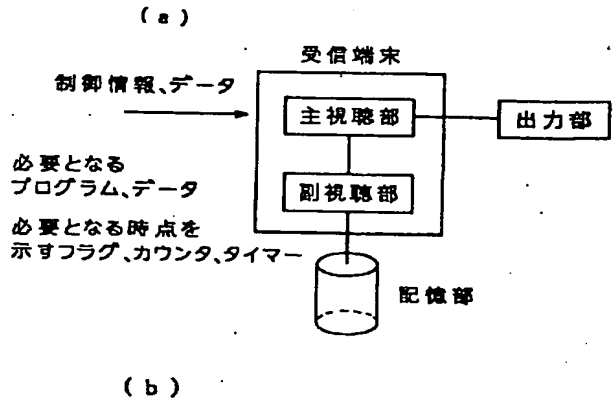 (a)
受信端末
制御情報、データ
主視聴部
出力部
必要となる
プログラム、データ
副視聴部
必要となる時点を
示すフラグ、カウンタ、タイマー
記憶部
(b)